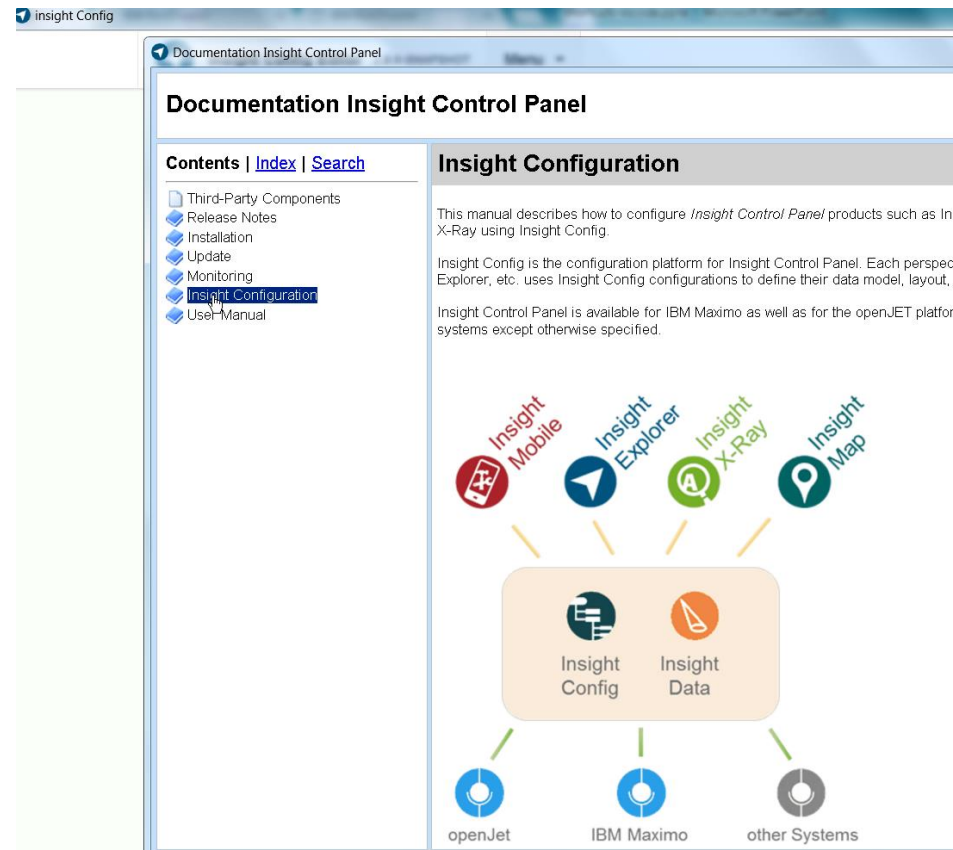 insight Config
Documentation Insight Control Panel
Menu
Documentation Insight Control Panel
Contents | Index | Search
Third-Party Components
Release Notes
Installation
Update
Monitoring
Insight Configuration
User Manual
Insight Configuration
This manual describes how to configure Insight Control Panel products such as In
X-Ray using Insight Config.
Insight Config is the configuration platform for Insight Control Panel. Each perspec
Explorer, etc. uses Insight Config configurations to define their data model, layout,
Insight Control Panel is available for IBM Maximo as well as for the openJET platfor
systems except otherwise specified.
Insight
Mobile
Insight
Explorer
Insight
X-Ray
Insight
Map
Insight
Config
Insight
Data
openJet
IBM Maximo
other Systems